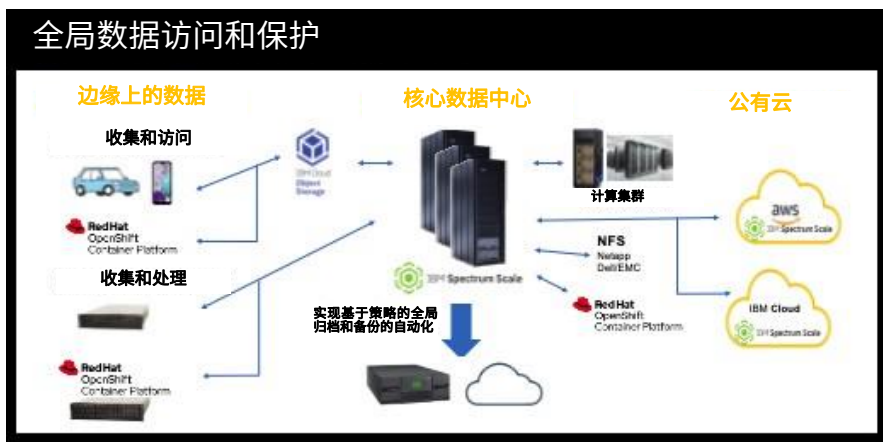 全局数据访问和保护
边缘上的数据
核心数据中心
公有云
收集和访问
IBM Cloud
Object
Storage
计算集群
RedHat
OpenShift
Container Platform
aws
IBM Spectrum Scale
NFS
Netapp
Dell/EMC
收集和处理
IBM Spectrum Scale
RedHat
OpenShift
Container Platform
IBM Cloud
IBM Spectrum Scale
实现基于策略的全局
归档和备份的自动化
RedHat
OpenShift
Container Platform